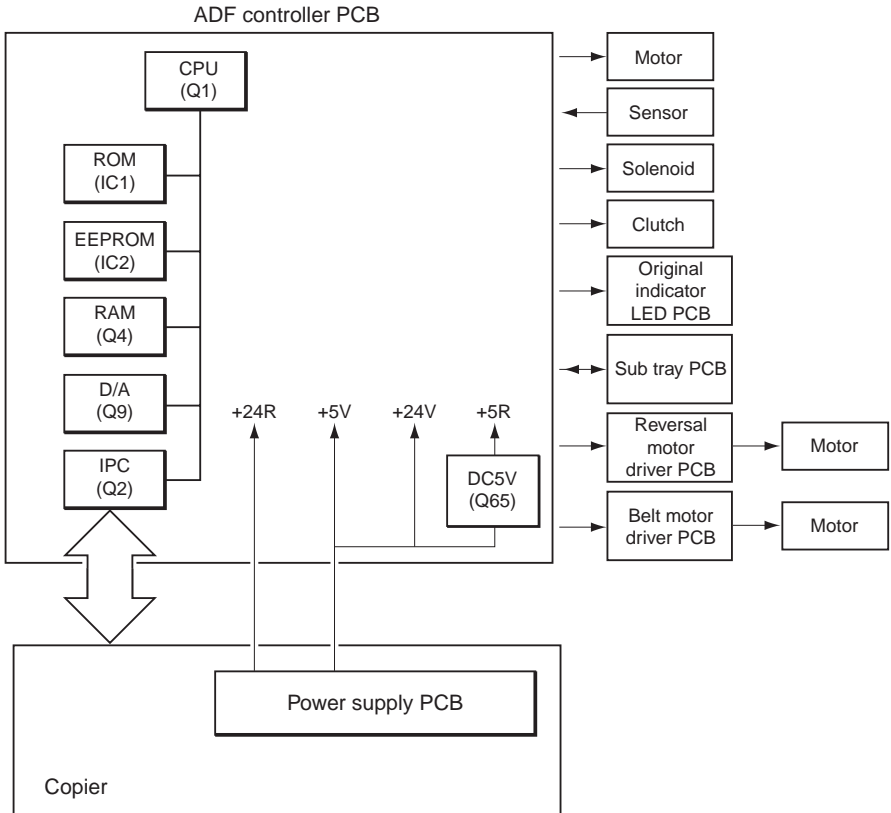 ADF controller PCB
CPU
(Q1)
ROM
(IC1)
EEPROM
(IC2)
RAM
(Q4)
D/A
(Q9)
IPC
(Q2)
+24R
+5V
+24V
+5R
DC5V
(Q65)
Motor
Sensor
Solenoid
Clutch
Original
indicator
LED PCB
Sub tray PCB
Reversal
motor
driver PCB
Motor
Belt motor
driver PCB
Motor
Power supply PCB
Copier